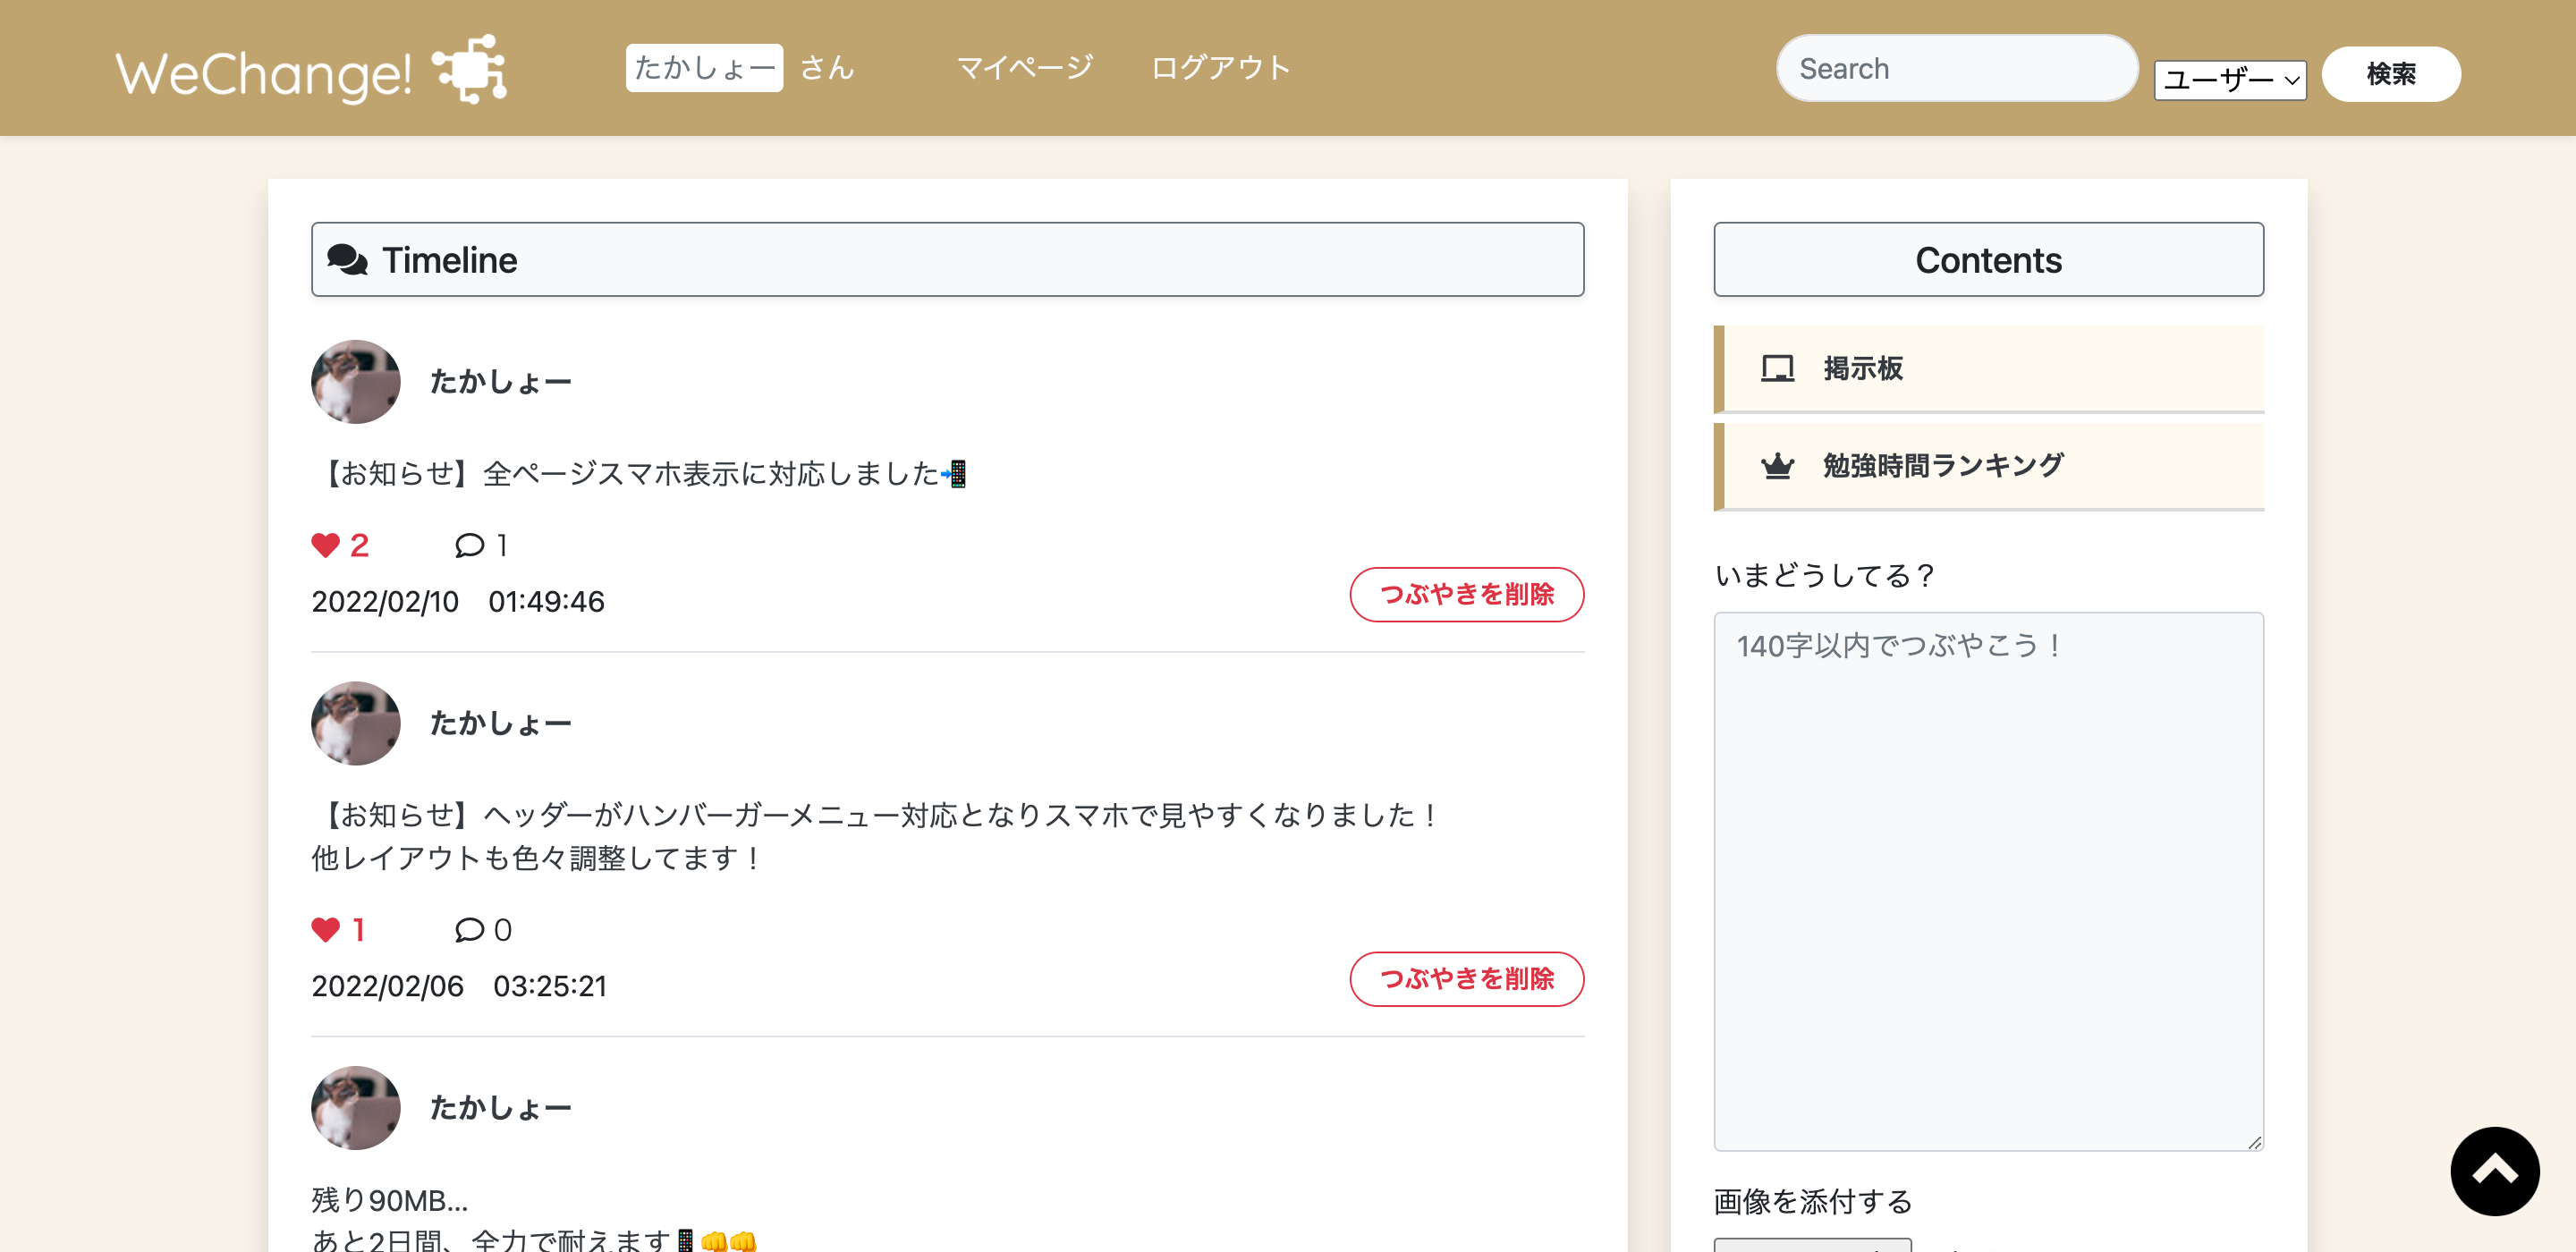 WeChange!
たかしょー さん
マイページ
ログアウト
Search
ユーザー
検索
Timeline
たかしょー
【お知らせ】全ページスマホ表示に対応しました📲
2 1
2022/02/10 01:49:46
つぶやきを削除
たかしょー
【お知らせ】ヘッダーがハンバーガーメニュー対応となりスマホで見やすくなりました！
他レイアウトも色々調整してます！
1 0
2022/02/06 03:25:21
つぶやきを削除
たかしょー
残り90MB...
あと2日間、全力で耐えます📱👊👊
Contents
掲示板
勉強時間ランキング
いまどうしてる？
140字以内でつぶやこう！
画像を添付する